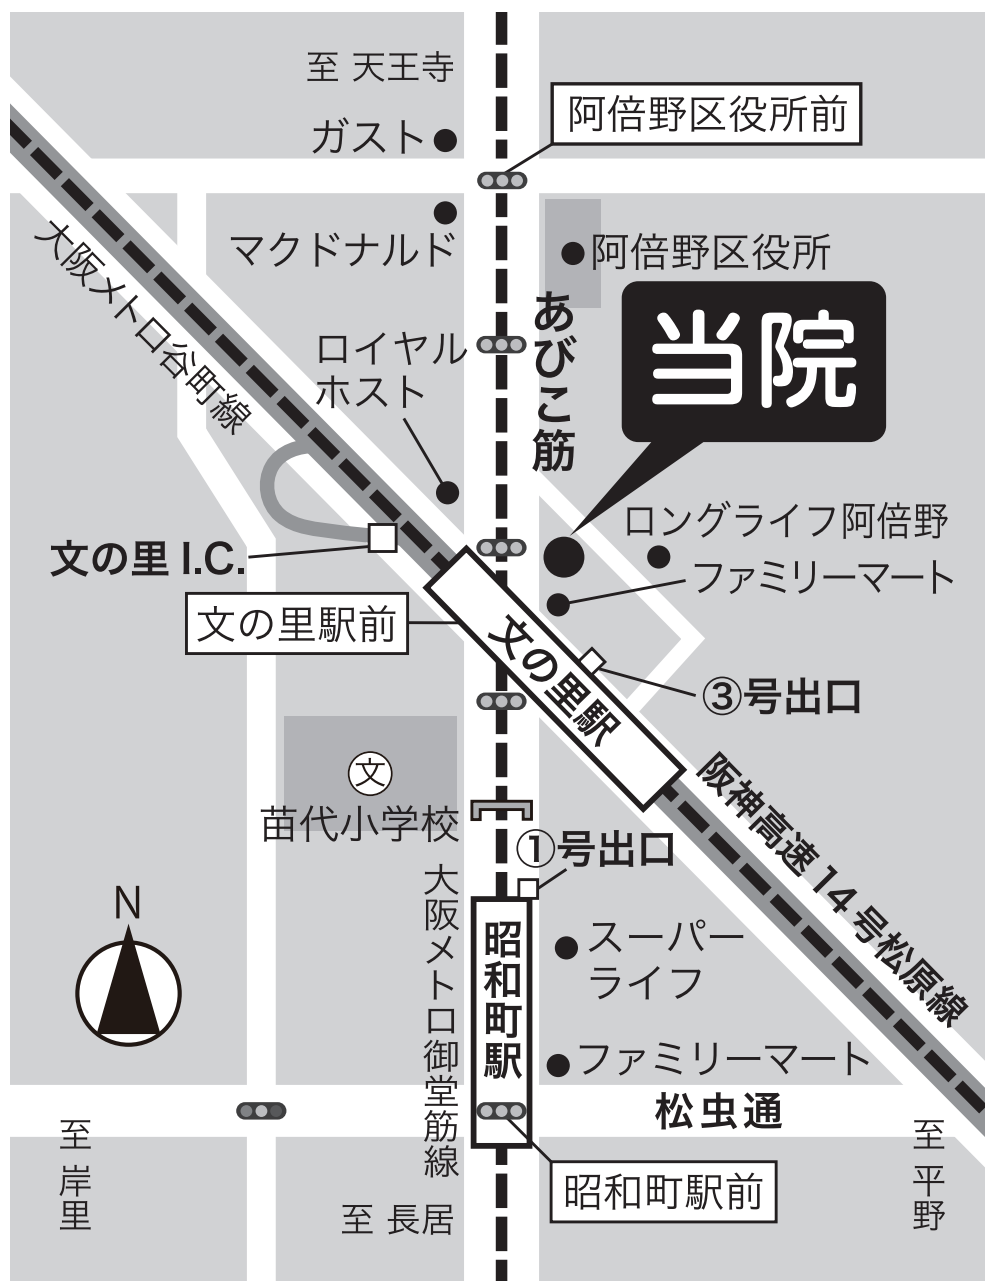 至 天王寺
ガスト
阿倍野区役所前
マクドナルド
阿倍野区役所
大阪メトロ谷町線
あびこ筋
当院
ロイヤル
ホスト
ロングライフ阿倍野
文の里 I.C.
ファミリーマート
文の里駅前
文の里駅
③号出口
文
苗代小学校
阪神高速14号松原線
①号出口
大阪メトロ御堂筋線
N
昭和町駅
スーパー
ライフ
ファミリーマート
松虫通
至 岸里
至 平野
昭和町駅前
至 長居